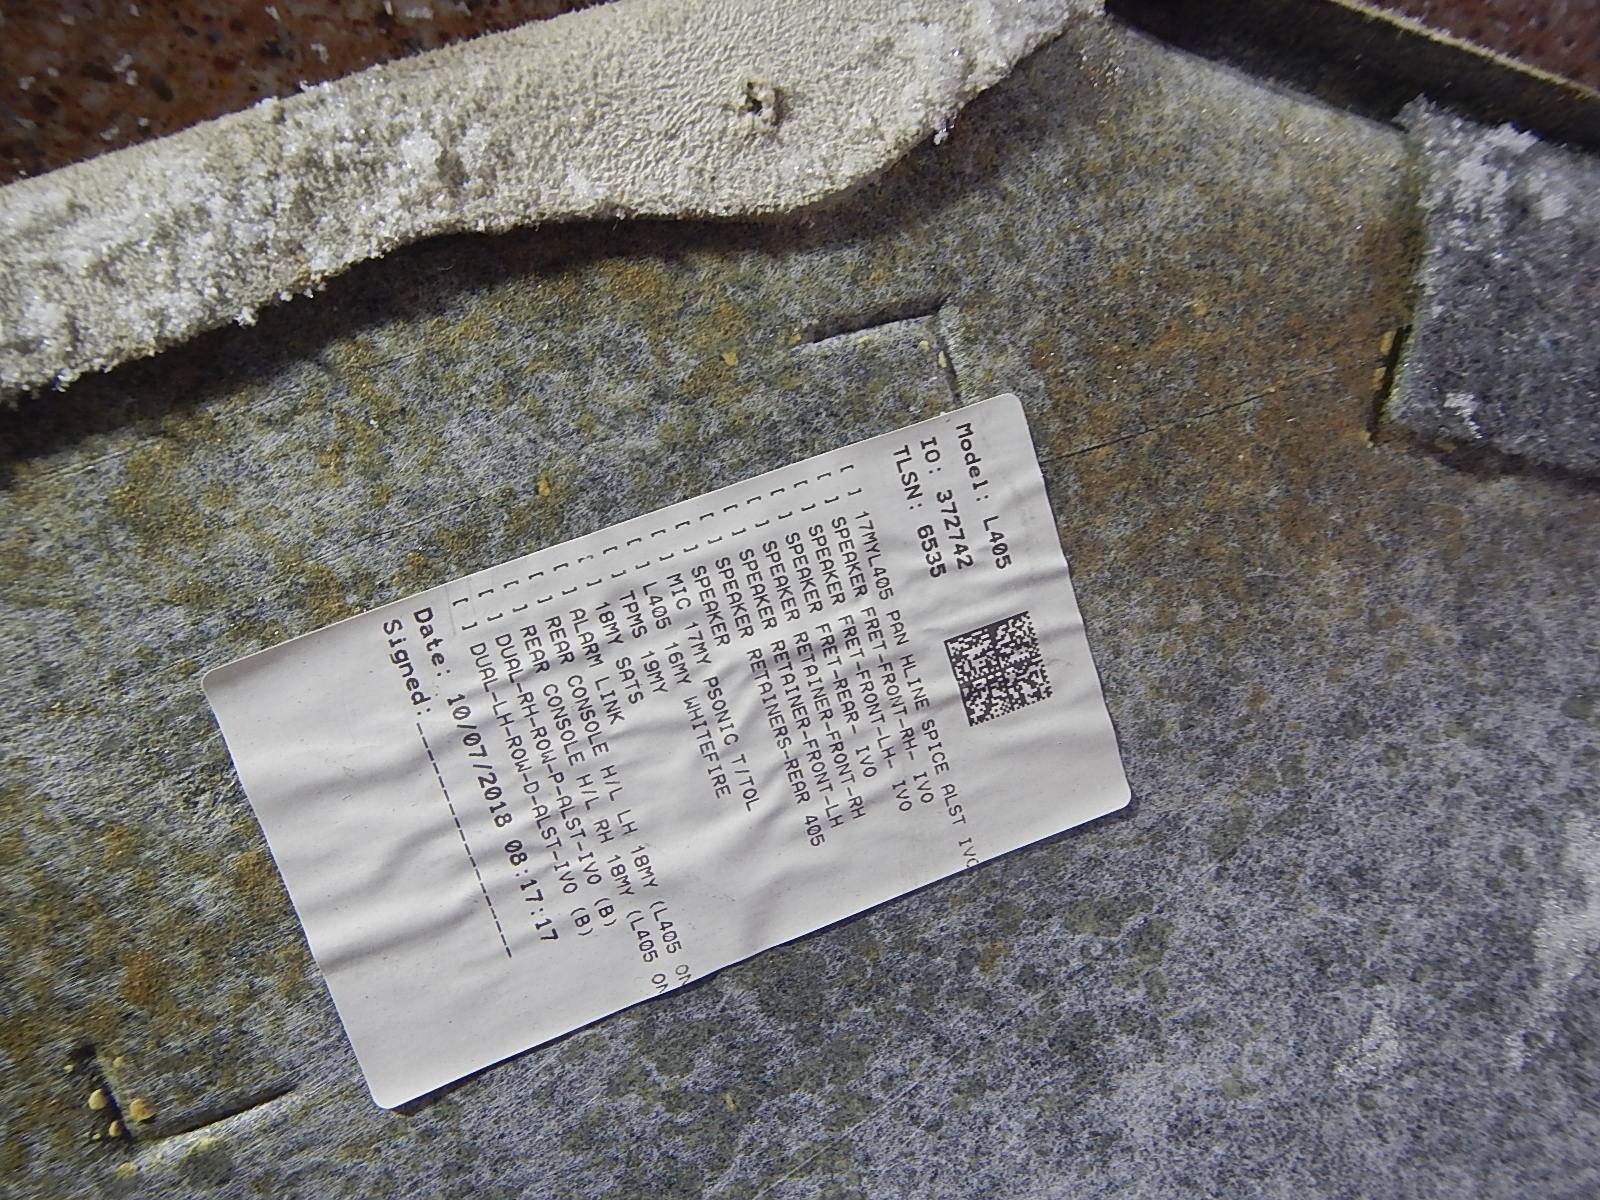 Model: L405
IO: 372742
TLSN: 6535
[ ] 17MYL405 PAN HLINE SPICE ALST IVO
[ ] SPEAKER FRET-FRONT-RH- IVO
[ ] SPEAKER FRET-FRONT-LH- IVO
[ ] SPEAKER FRET-REAR- IVO
[ ] SPEAKER RETAINER-FRONT-RH
[ ] SPEAKER RETAINER-FRONT-LH
[ ] SPEAKER RETAINERS-REAR 405
[ ] SPEAKER
[ ] MIC 17MY PSONIC T/TOL
[ ] L405 16MY WHITEFIRE
[ ] TPMS 19MY
[ ] 18MY SATS
[ ] ALARM LINK
[ ] REAR CONSOLE H/L LH 18MY (L405 ON
[ ] REAR CONSOLE H/L RH 18MY (L405 ON
[ ] DUAL-RH-ROW-P-ALST-IVO (B)
[ ] DUAL-LH-ROW-D-ALST-IVO (B)
Date: 10/07/2018 08:17:17
Signed: